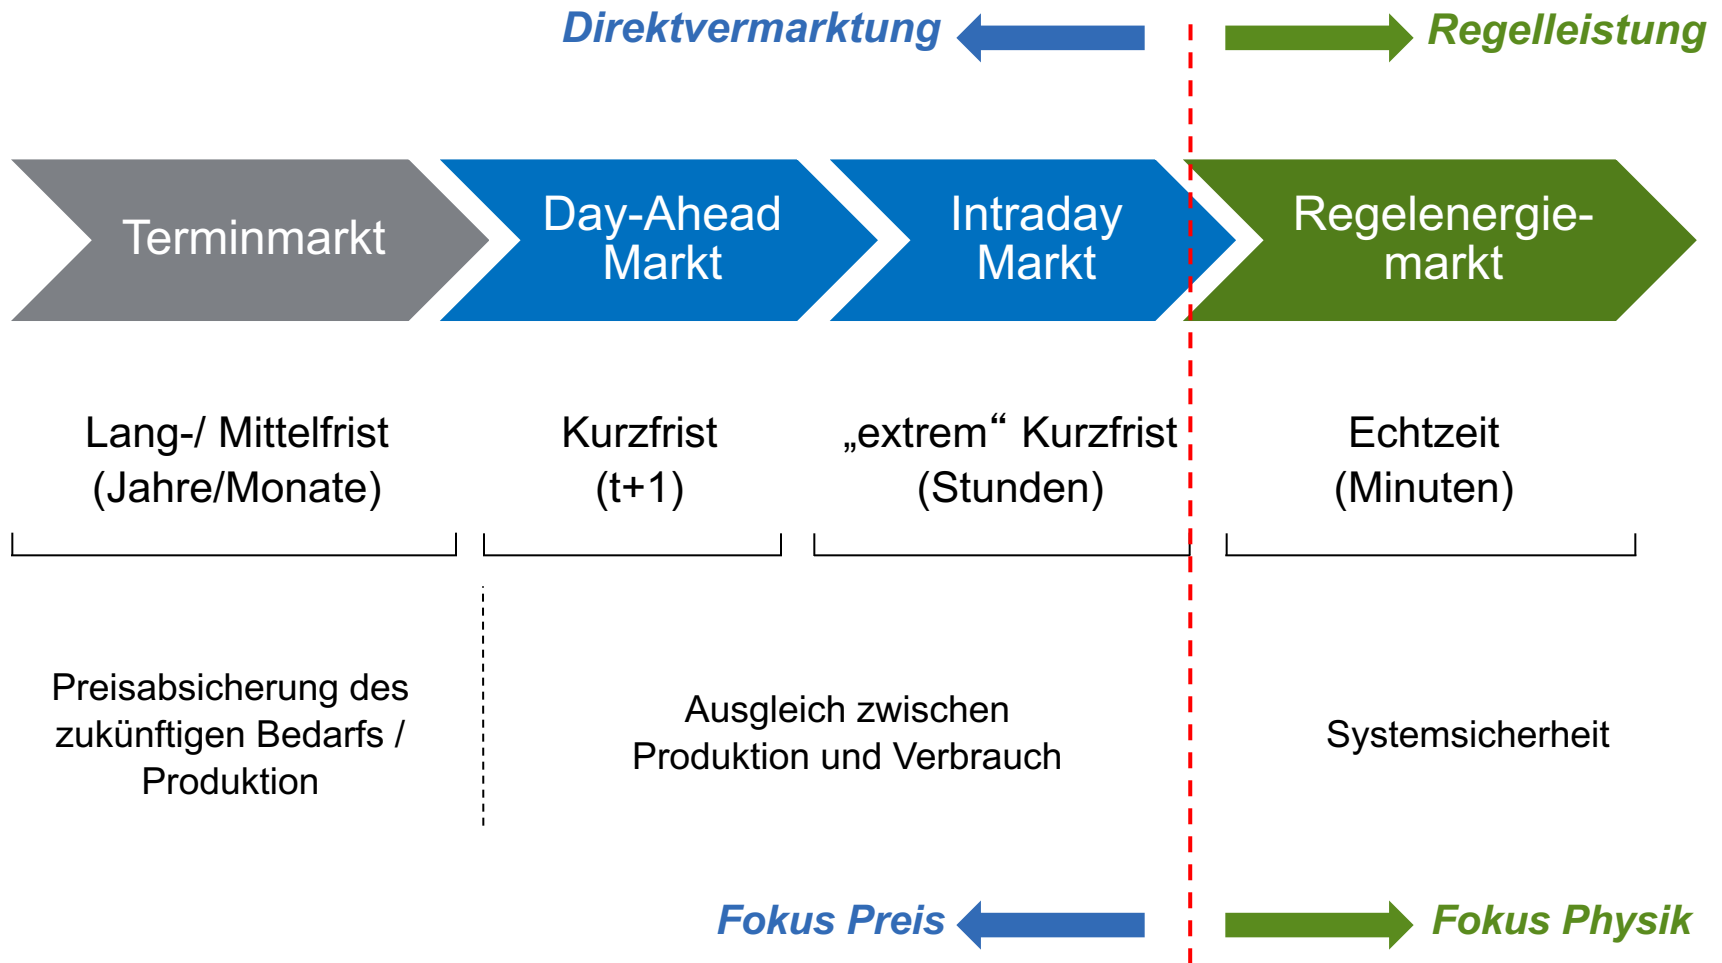 Direktvermarktung
Regelleistung
Terminmarkt
Day-Ahead
Markt
Intraday
Markt
Regelenergie-
markt
Lang-/ Mittelfrist
(Jahre/Monate)
Kurzfrist
(t+1)
„extrem“ Kurzfrist
(Stunden)
Echtzeit
(Minuten)
Preisabsicherung des
zukünftigen Bedarfs /
Produktion
Ausgleich zwischen
Produktion und Verbrauch
Systemsicherheit
Fokus Preis
Fokus Physik